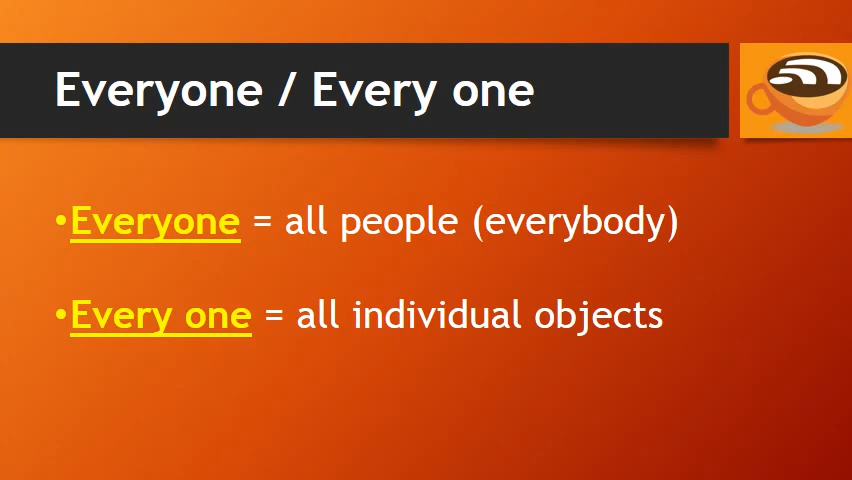 Everyone / Every one
•Everyone = all people (everybody)
•Every one = all individual objects